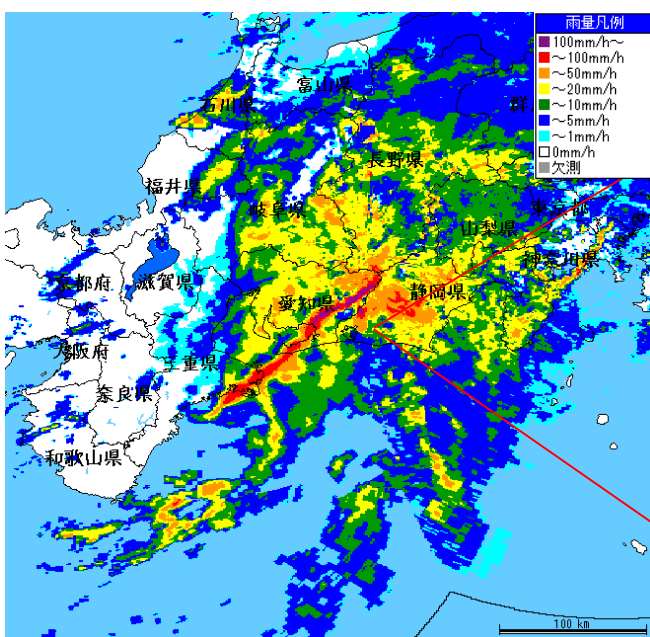 雨量凡例
100mm/h～
～100mm/h
～50mm/h
～20mm/h
～10mm/h
～5mm/h
～1mm/h
0mm/h
欠測
富山県
石川県
群
長野県
福井県
岐阜県
東京都
山梨県
神奈川県
京都府
滋賀県
静岡県
愛知県
大阪府
三重県
奈良県
和歌山県
100 km